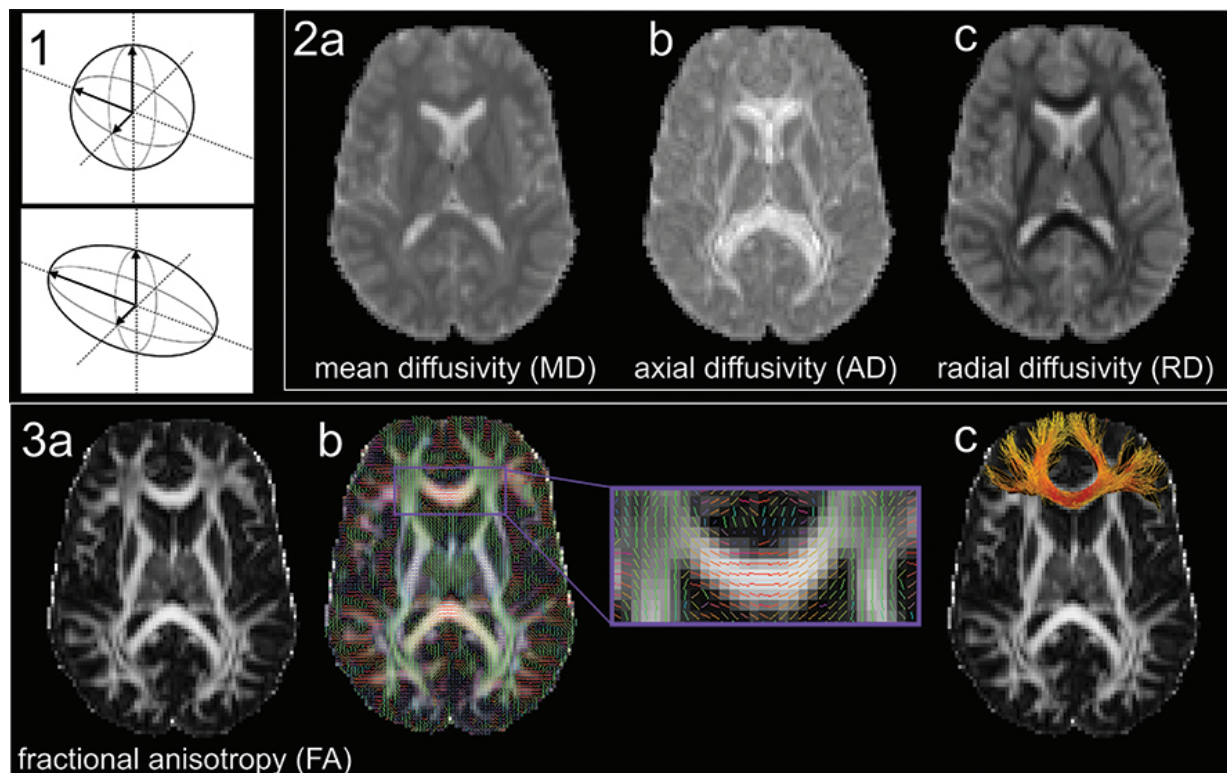 1
2a
b
c
mean diffusivity (MD)
axial diffusivity (AD)
radial diffusivity (RD)
3a
b
c
fractional anisotropy (FA)